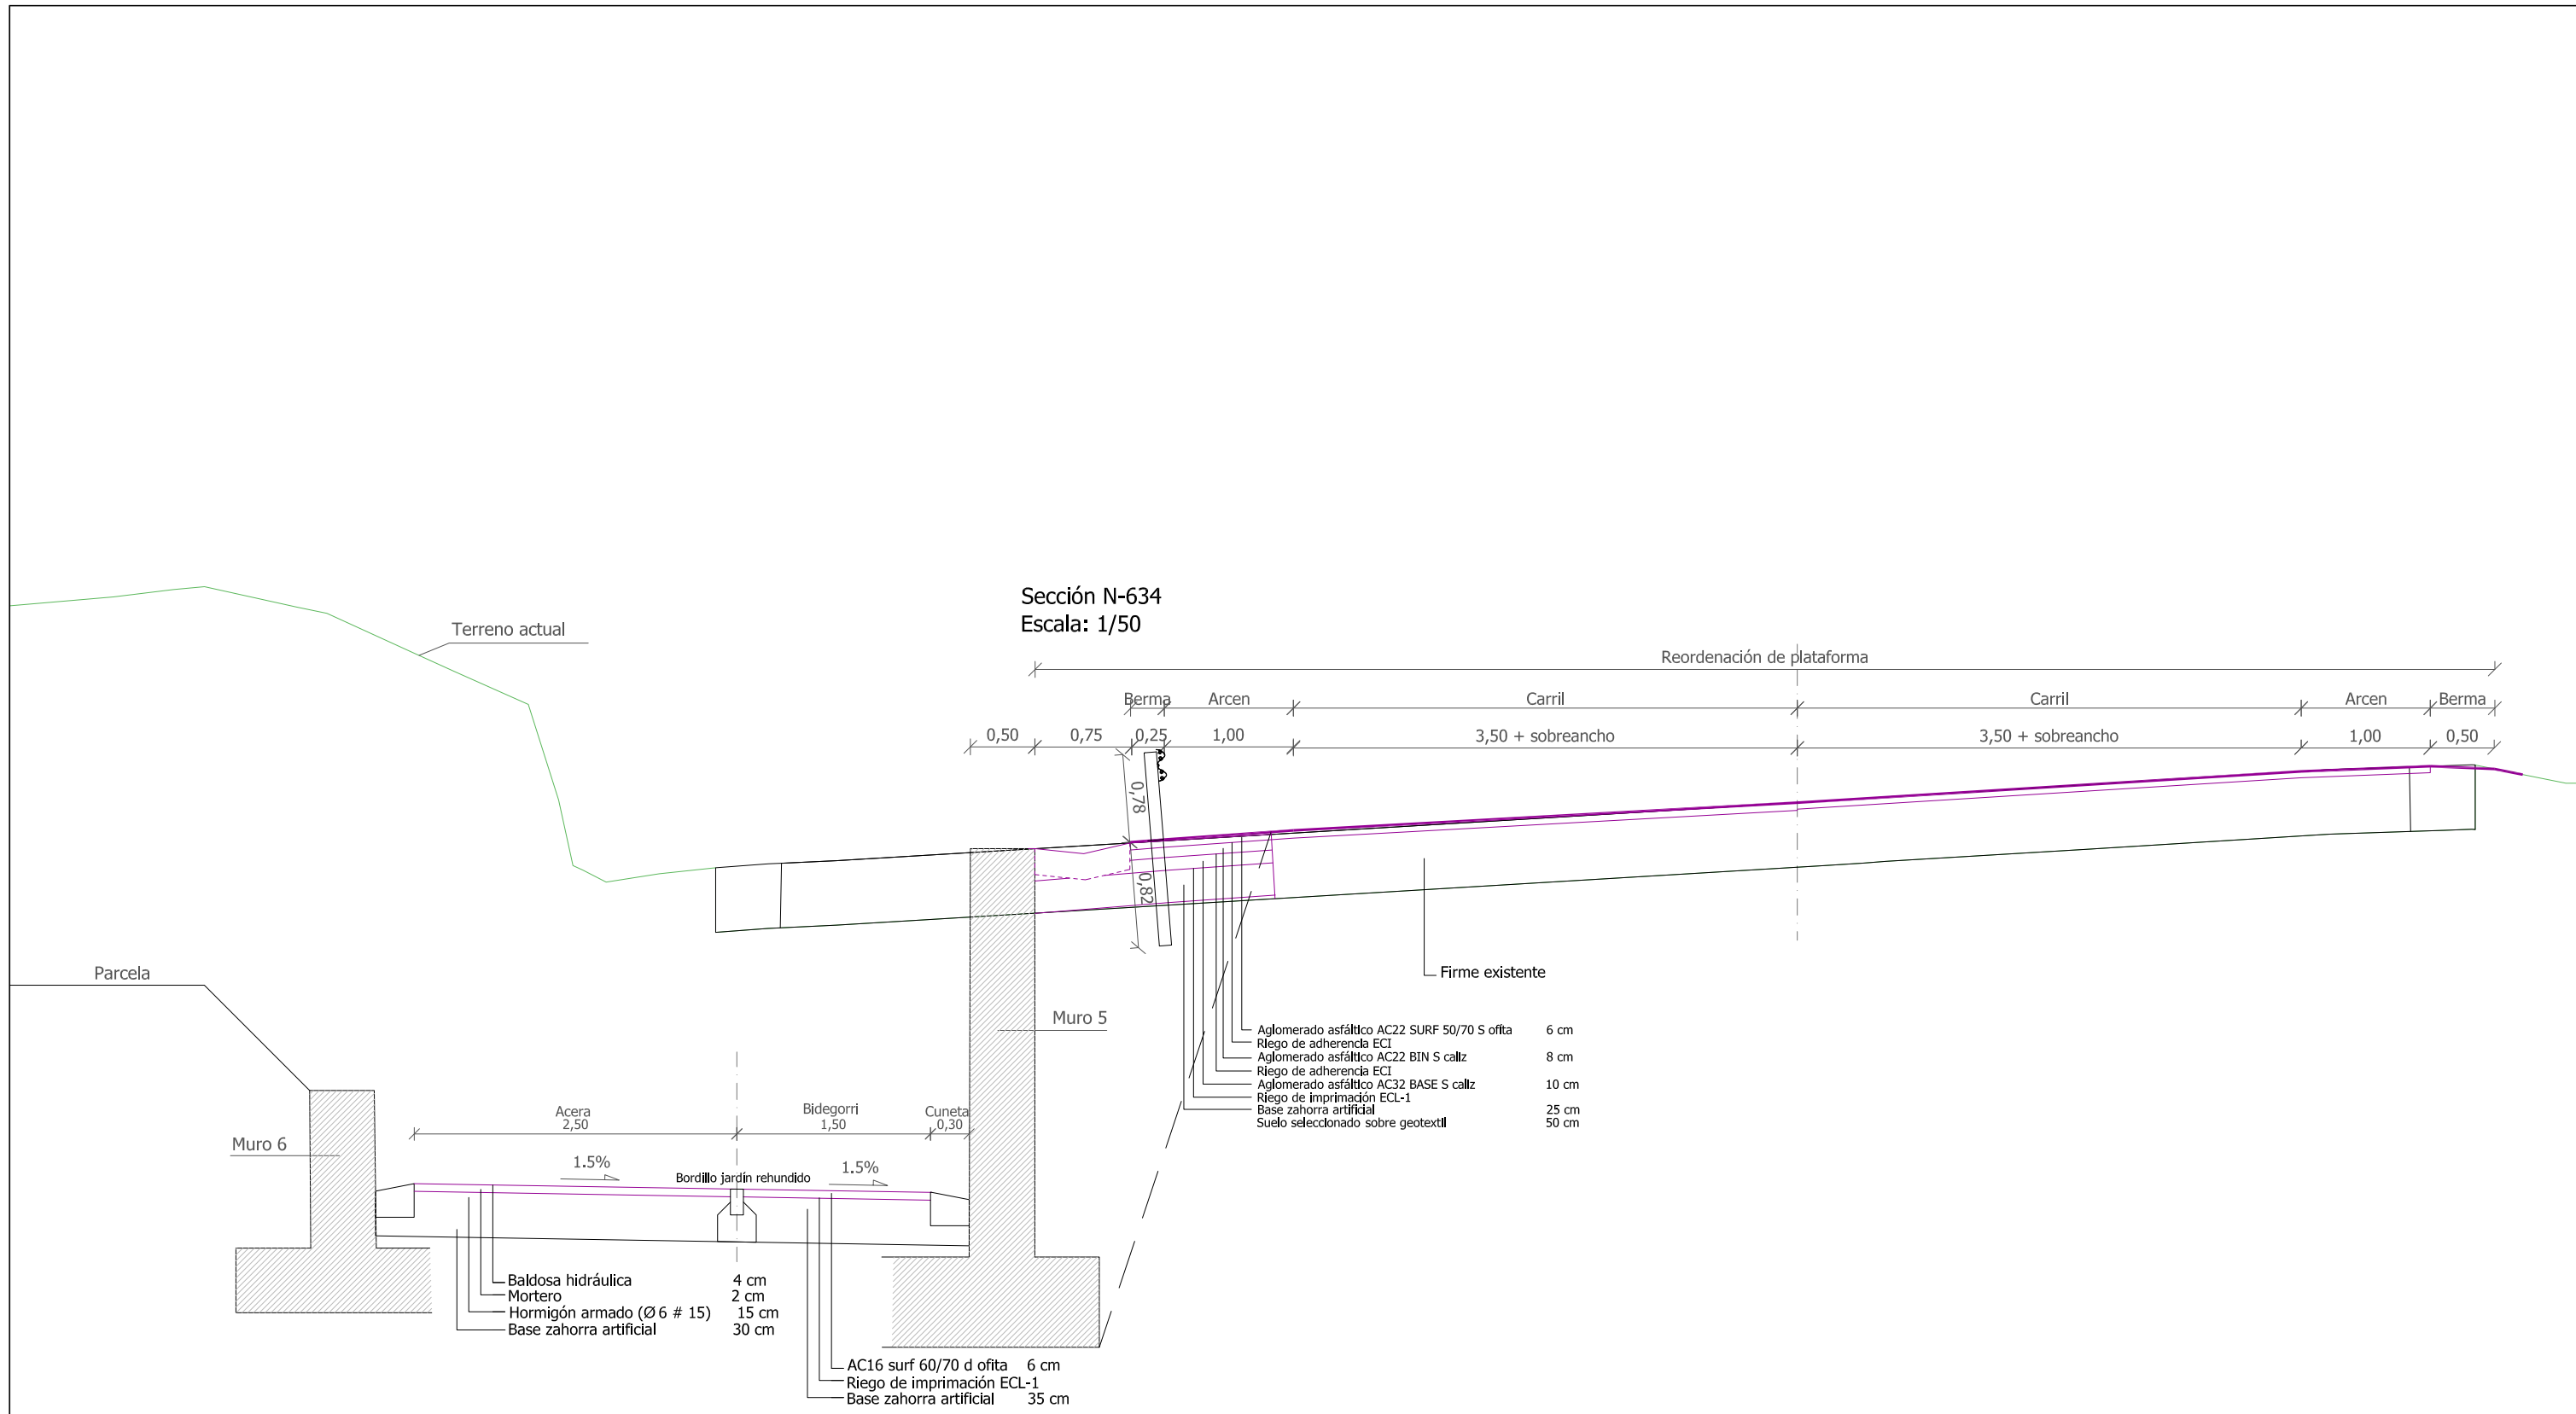 Sección N-634
Escala: 1/50
Terreno actual
Reordenación de plataforma
Berma Arcen Carril Carril Arcen Berma
0,50 0,75 0,25 1,00 3,50 + sobreancho 3,50 + sobreancho 1,00 0,50
0,78
0,82
Parcela
Firme existente
Muro 5
Aglomerado asfáltico AC22 SURF 50/70 S ofita 6 cm
Riego de adherencia ECI
Aglomerado asfáltico AC22 BIN S caliz 8 cm
Riego de adherencia ECI
Aglomerado asfáltico AC32 BASE S caliz 10 cm
Riego de imprimación ECL-1
Base zahorra artificial 25 cm
Suelo seleccionado sobre geotextil 50 cm
Acera Bidegorri Cuneta
2,50 1,50 0,30
Muro 6
1.5% 1.5%
Bordillo jardín rehundido
Baldosa hidráulica 4 cm
Mortero 2 cm
Hormigón armado (Ø 6 # 15) 15 cm
Base zahorra artificial 30 cm
AC16 surf 60/70 d ofita 6 cm
Riego de imprimación ECL-1
Base zahorra artificial 35 cm